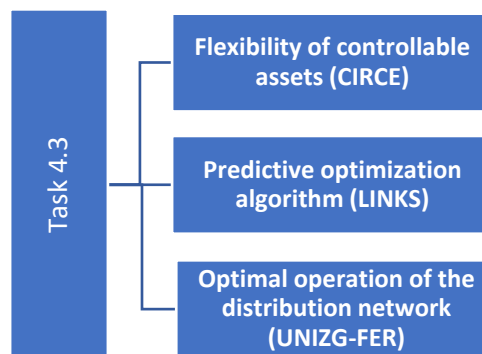 Task 4.3
Flexibility of controllable
assets (CIRCE)
Predictive optimization
algorithm (LINKS)
Optimal operation of the
distribution network
(UNIZG-FER)